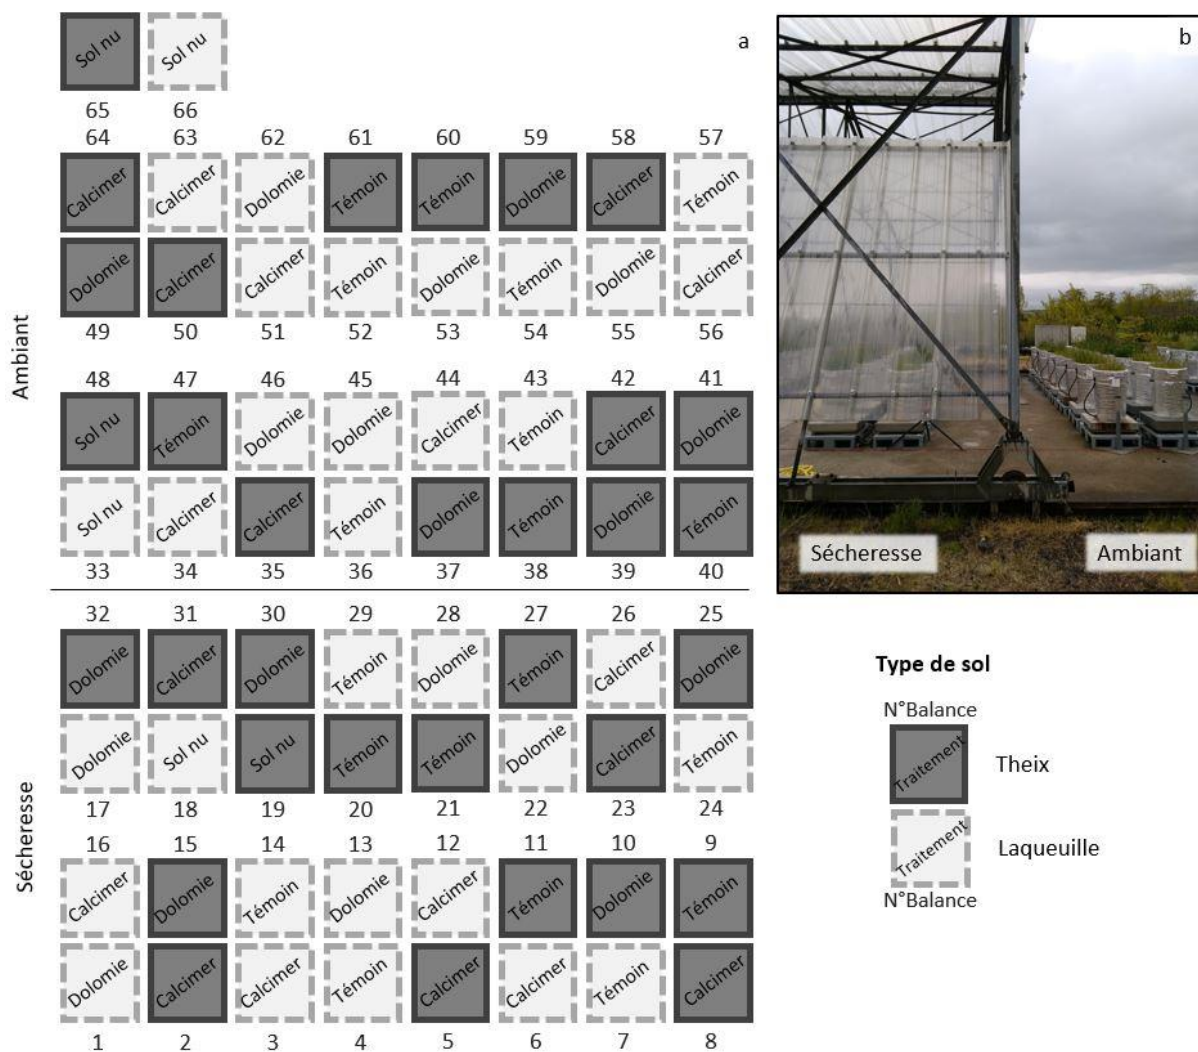 a
Sol nu Sol nu
65 66
64 63 62 61 60 59 58 57
Calcimer Calcimer Dolomie Témoin Témoin Dolomie Calcimer Témoin
Dolomie Calcimer Calcimer Témoin Dolomie Témoin Dolomie Calcimer
49 50 51 52 53 54 55 56
Ambiant
48 47 46 45 44 43 42 41
Sol nu Témoin Dolomie Dolomie Calcimer Témoin Calcimer Dolomie
Sol nu Calcimer Calcimer Témoin Dolomie Témoin Dolomie Témoin
33 34 35 36 37 38 39 40
32 31 30 29 28 27 26 25
Dolomie Calcimer Dolomie Témoin Dolomie Témoin Calcimer Dolomie
Dolomie Sol nu Sol nu Témoin Témoin Dolomie Calcimer Témoin
17 18 19 20 21 22 23 24
Sécheresse
16 15 14 13 12 11 10 9
Calcimer Dolomie Témoin Dolomie Calcimer Témoin Dolomie Témoin
Dolomie Calcimer Calcimer Témoin Calcimer Calcimer Témoin Calcimer
1 2 3 4 5 6 7 8
b
Sécheresse Ambiant
Type de sol
N°Balance
Traitement Theix
Traitement Laqueuille
N°Balance